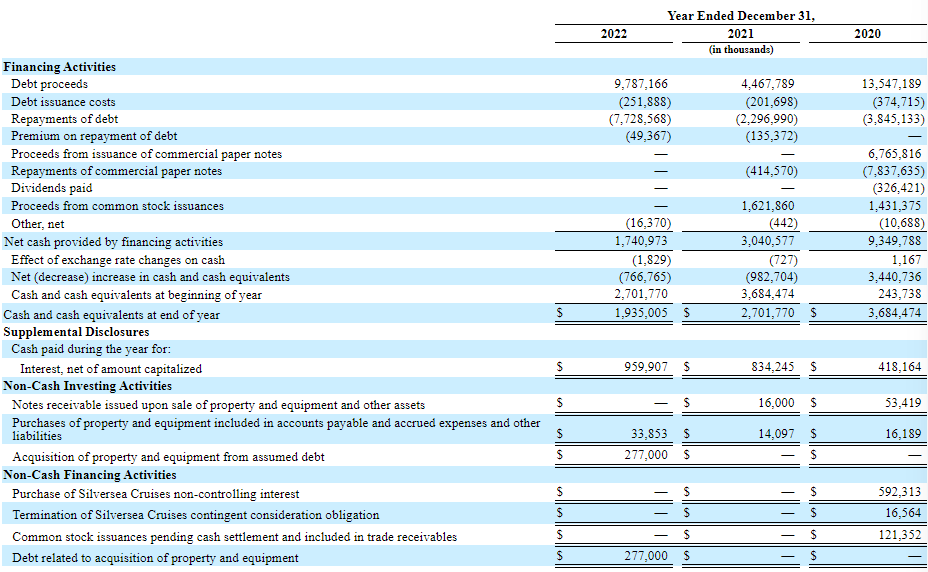 Year Ended December 31,
2022 2021 2020
(in thousands)
Financing Activities
Debt proceeds 9,787,166 4,467,789 13,547,189
Debt issuance costs (251,888) (201,698) (374,715)
Repayments of debt (7,728,568) (2,296,990) (3,845,133)
Premium on repayment of debt (49,367) (135,372) —
Proceeds from issuance of commercial paper notes — — 6,765,816
Repayments of commercial paper notes — (414,570) (7,837,635)
Dividends paid — — (326,421)
Proceeds from common stock issuances — 1,621,860 1,431,375
Other, net (16,370) (442) (10,688)
Net cash provided by financing activities 1,740,973 3,040,577 9,349,788
Effect of exchange rate changes on cash (1,829) (727) 1,167
Net (decrease) increase in cash and cash equivalents (766,765) (982,704) 3,440,736
Cash and cash equivalents at beginning of year 2,701,770 3,684,474 243,738
Cash and cash equivalents at end of year $ 1,935,005 $ 2,701,770 $ 3,684,474
Supplemental Disclosures
Cash paid during the year for:
Interest, net of amount capitalized $ 959,907 $ 834,245 $ 418,164
Non-Cash Investing Activities
Notes receivable issued upon sale of property and equipment and other assets $ — $ 16,000 $ 53,419
Purchases of property and equipment included in accounts payable and accrued expenses and other
liabilities $ 33,853 $ 14,097 $ 16,189
Acquisition of property and equipment from assumed debt $ 277,000 $ — $ —
Non-Cash Financing Activities
Purchase of Silversea Cruises non-controlling interest $ — $ — $ 592,313
Termination of Silversea Cruises contingent consideration obligation $ — $ — $ 16,564
Common stock issuances pending cash settlement and included in trade receivables $ — $ — $ 121,352
Debt related to acquisition of property and equipment $ 277,000 $ — $ —